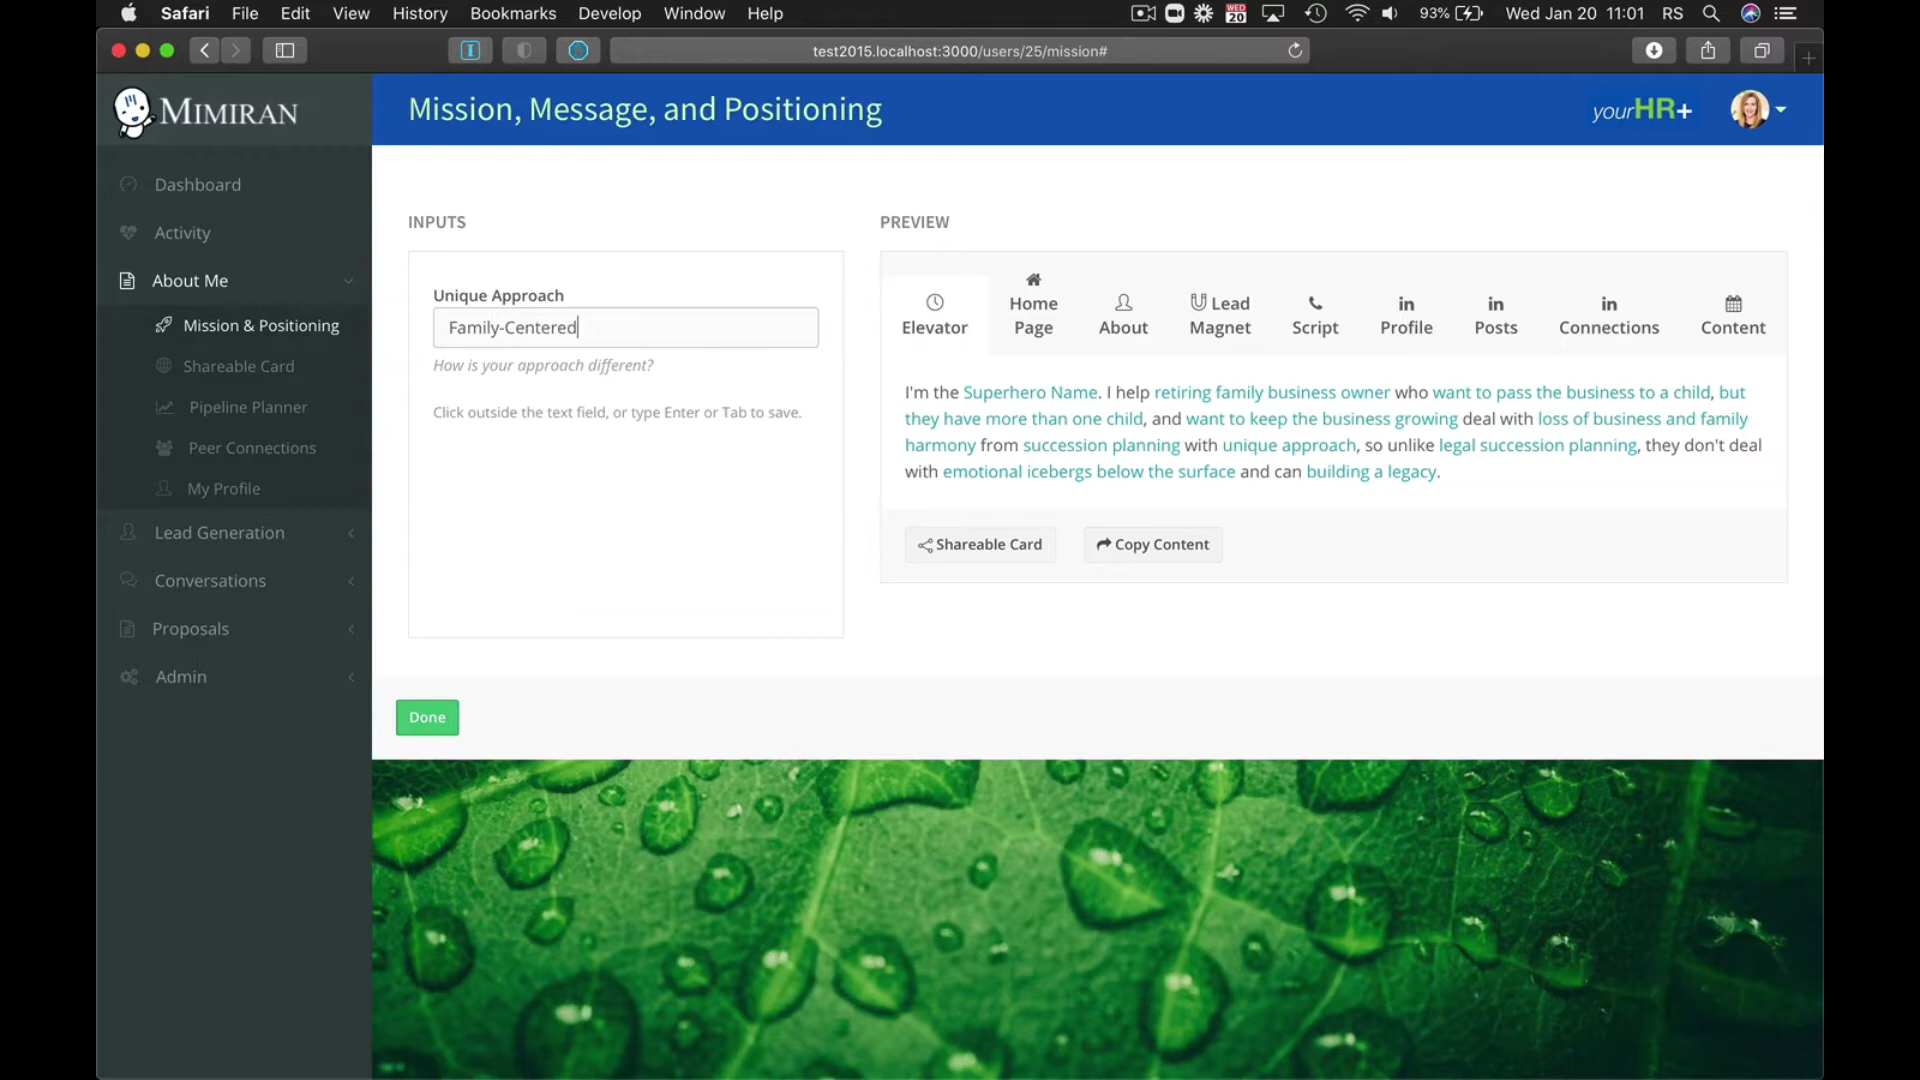 Safari File Edit View History Bookmarks Develop Window Help
WED
20
93%
Wed Jan 20 11:01
RS
test2015.localhost:3000/users/25/mission#
MIMIRAN
Mission, Message, and Positioning
yourHR+
Dashboard
Activity
About Me
Mission & Positioning
Shareable Card
Pipeline Planner
Peer Connections
My Profile
Lead Generation
Conversations
Proposals
Admin
INPUTS
Unique Approach
Family-Centered
How is your approach different?
Click outside the text field, or type Enter or Tab to save.
PREVIEW
Elevator
Home
Page
About
Lead
Magnet
Script
in
Profile
in
Posts
in
Connections
Content
I'm the Superhero Name. I help retiring family business owner who want to pass the business to a child, but
they have more than one child, and want to keep the business growing deal with loss of business and family
harmony from succession planning with unique approach, so unlike legal succession planning, they don't deal
with emotional icebergs below the surface and can building a legacy.
Shareable Card
Copy Content
Done